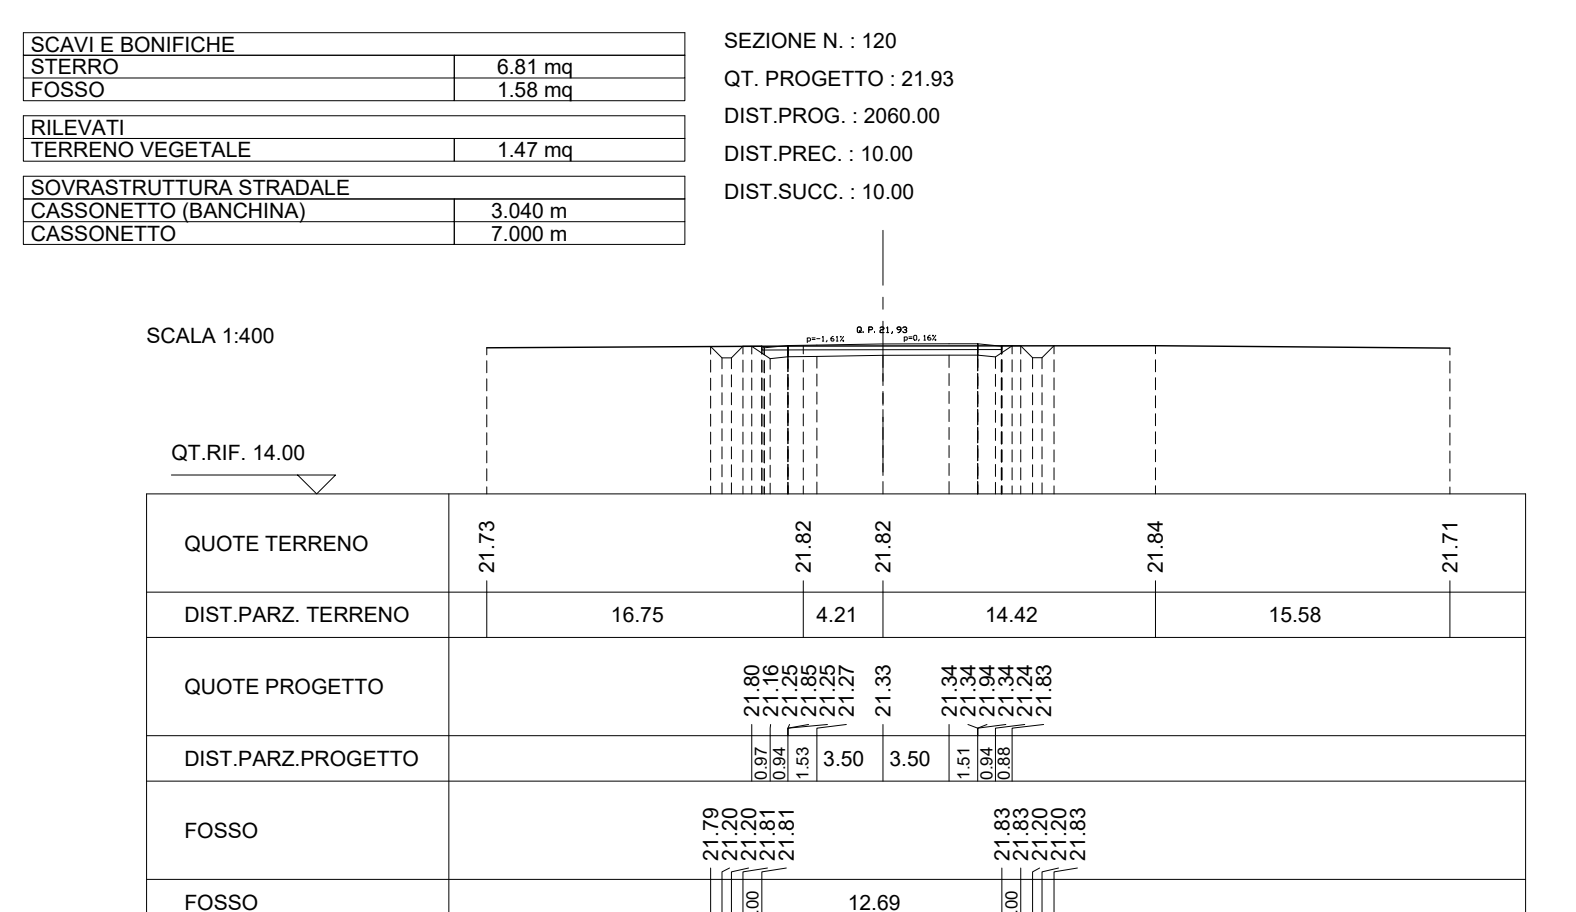 SCAVI E BONIFICHE
STERRO 6.81 mq
FOSSO 1.58 mq
RILEVATI
TERRENO VEGETALE 1.47 mq
SOVRASTRUTTURA STRADALE
CASSONETTO (BANCHINA) 3.040 m
CASSONETTO 7.000 m
SEZIONE N. : 120
QT. PROGETTO : 21.93
DIST.PROG. : 2060.00
DIST.PREC. : 10.00
DIST.SUCC. : 10.00
SCALA 1:400
Q.P. 21,93
p=-1,61% p=0,16%
QT.RIF. 14.00
QUOTE TERRENO 21.73 21.82 21.82 21.84 21.71
DIST.PARZ. TERRENO 16.75 4.21 14.42 15.58
QUOTE PROGETTO 21.80 21.16 21.25 21.85 21.25 21.27 21.33 21.34 21.34 21.94 21.34 21.24 21.83
DIST.PARZ.PROGETTO 0.97 0.94 1.53 3.50 3.50 1.51 0.94 0.88
FOSSO 21.79 21.20 21.20 21.81 21.81 21.83 21.83 21.20 21.20 21.83
FOSSO .00 12.69 .00